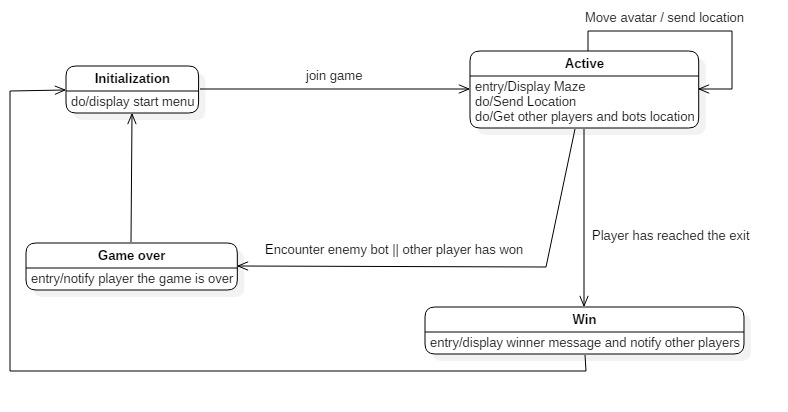 Move avatar / send location
Initialization
do/display start menu
join game
Active
entry/Display Maze
do/Send Location
do/Get other players and bots location
Game over
entry/notify player the game is over
Encounter enemy bot || other player has won
Player has reached the exit
Win
entry/display winner message and notify other players